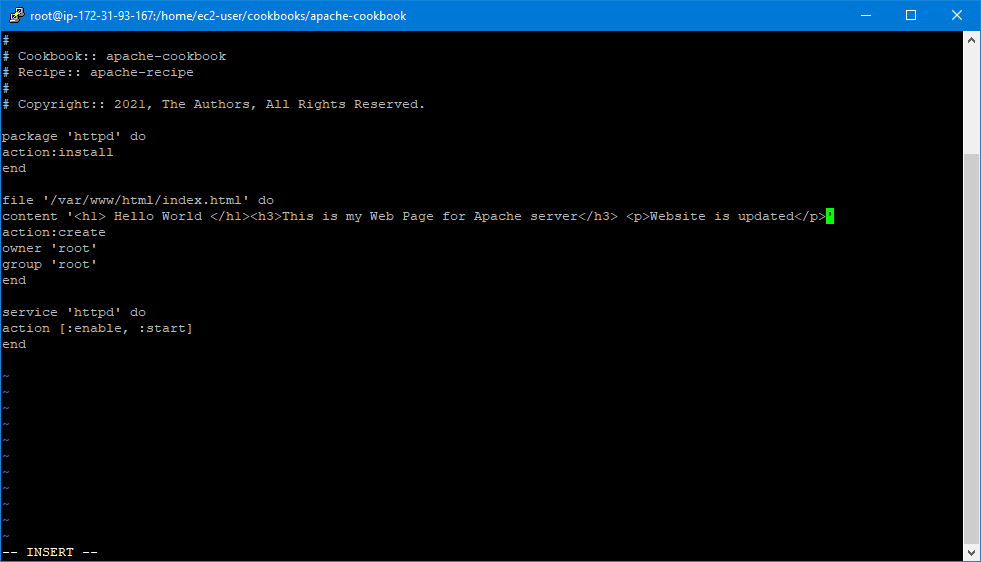 root@ip-172-31-93-167:/home/ec2-user/cookbooks/apache-cookbook
#
# Cookbook:: apache-cookbook
# Recipe:: apache-recipe
#
# Copyright:: 2021, The Authors, All Rights Reserved.
package 'httpd' do
action:install
end
file '/var/www/html/index.html' do
content '<h1> Hello World </h1><h3>This is my Web Page for Apache server</h3> <p>Website is updated</p>'
action:create
owner 'root'
group 'root'
end
service 'httpd' do
action [:enable, :start]
end
~
~
~
~
~
~
~
~
~
~
~
-- INSERT --